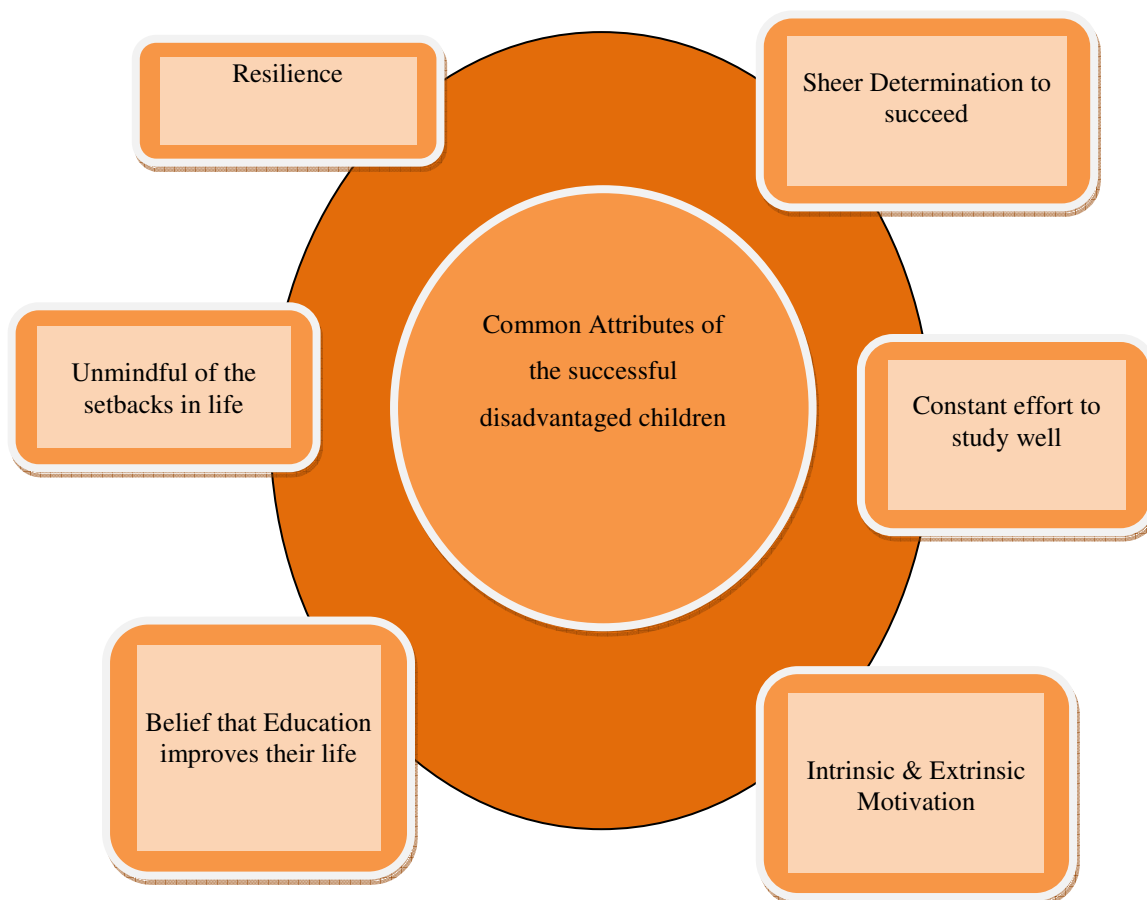 Resilience
Sheer Determination to
succeed
Common Attributes of
the successful
disadvantaged children
Unmindful of the
setbacks in life
Constant effort to
study well
Belief that Education
improves their life
Intrinsic & Extrinsic
Motivation